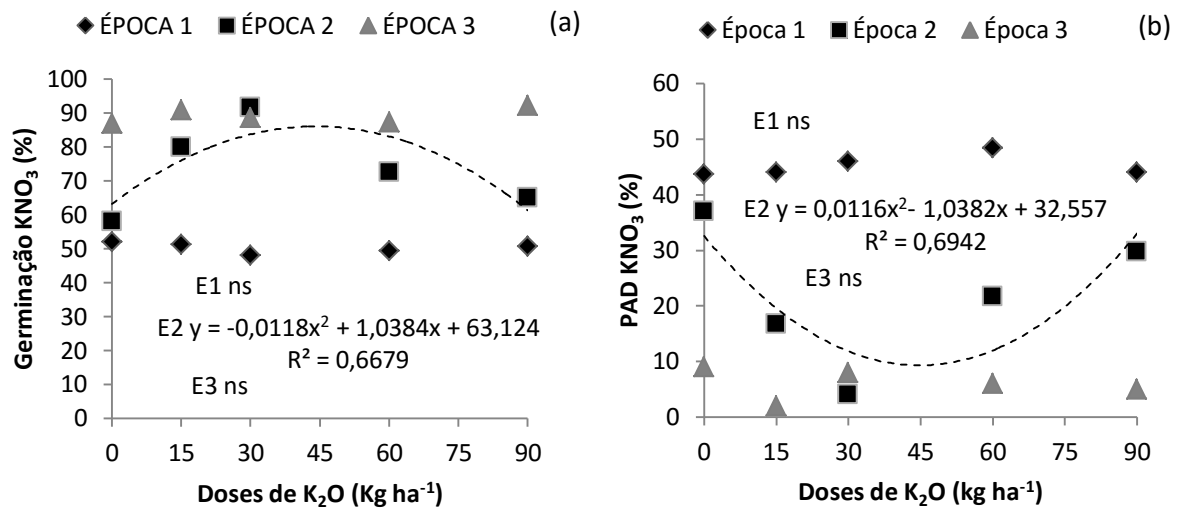 ÉPOCA 1 ÉPOCA 2 ÉPOCA 3 (a)
Germinação KNO₃ (%)
100
90
80
70
60
50
40
30
20
10
0
E1 ns
E2 y = -0,0118x² + 1,0384x + 63,124
R² = 0,6679
E3 ns
0 15 30 45 60 75 90
Doses de K₂O (Kg ha⁻¹)
Época 1 Época 2 Época 3 (b)
PAD KNO₃ (%)
60
50
40
30
20
10
0
E1 ns
E2 y = 0,0116x²- 1,0382x + 32,557
R² = 0,6942
E3 ns
0 15 30 45 60 75 90
Doses de K₂O (kg ha⁻¹)